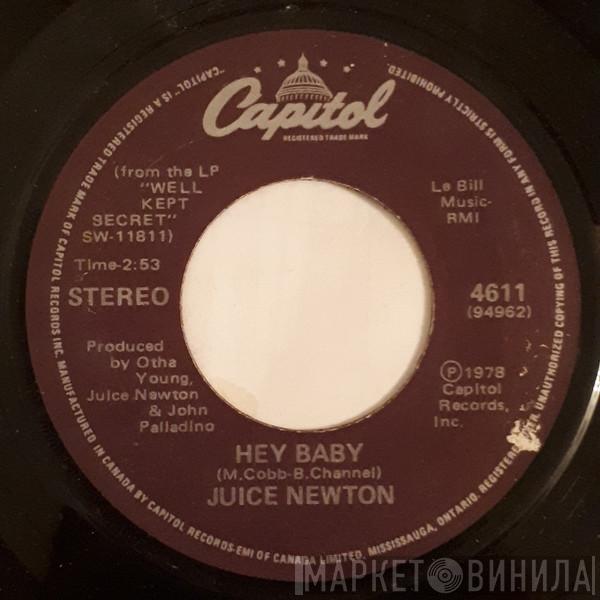 Capitol
REGISTERED TRADE MARK
(from the LP
"WELL
KEPT
SECRET"
SW-11811)
Time-2:53
STEREO
Le Bill
Music-
RMI
4611
(94962)
Produced
by Otha
Young,
Juice Newton
& John
Palladino
℗ 1978
Capitol
Records,
Inc.
HEY BABY
(M.Cobb-B.Channel)
JUICE NEWTON
"CAPITOL" IS A REGISTERED TRADE MARK OF CAPITOL RECORDS INC. MANUFACTURED IN CANADA BY CAPITOL RECORDS-EMI OF CANADA LIMITED, MISSISSAUGA, ONTARIO, REGISTERED USER. UNAUTHORIZED COPYING OF THIS RECORD IN ANY FORM IS STRICTLY PROHIBITED
МАРКЕТ ВИНИЛА